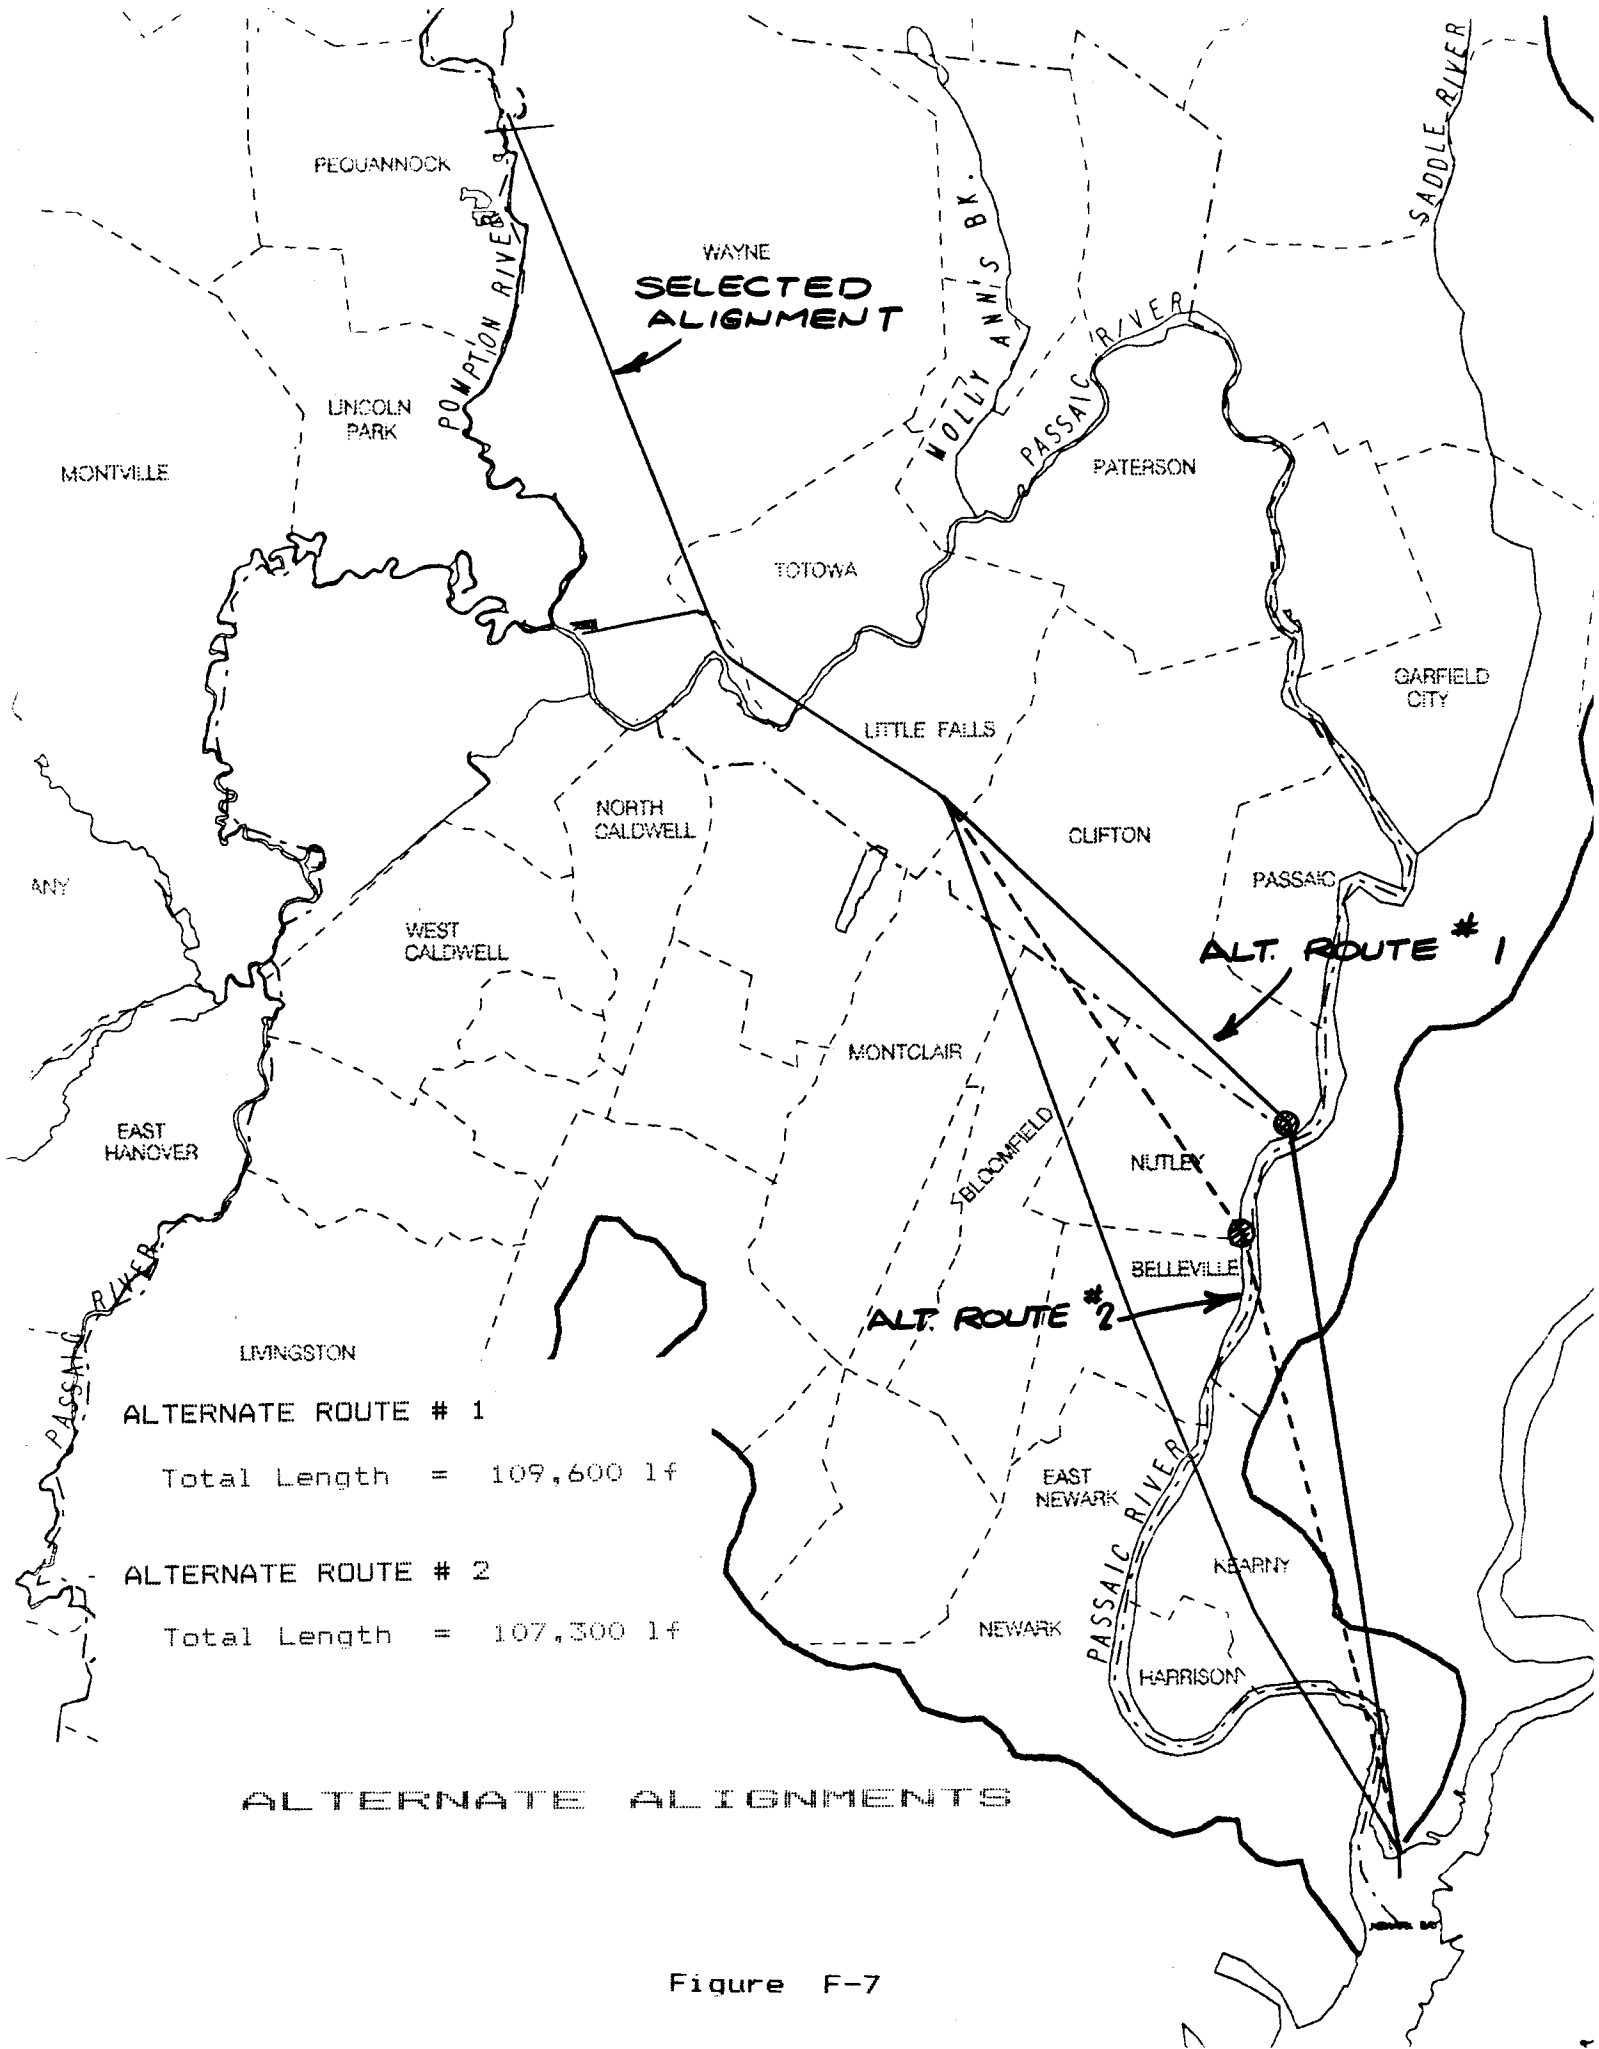 SADDLE RIVER
PEQUANNOCK
POMPTON RIVER
WAYNE
SELECTED
ALIGNMENT
MOLLY ANN'S BK.
PASSAIC RIVER
LINCOLN
PARK
MONTVILLE
PATERSON
TOTOWA
GARFIELD
CITY
LITTLE FALLS
NORTH
CALDWELL
CLIFTON
ANY
PASSAIC
WEST
CALDWELL
ALT. ROUTE # 1
MONTCLAIR
EAST
HANOVER
BLOOMFIELD
NUTLEY
BELLEVILLE
PASSAIC RIVER
ALT. ROUTE #2
LIVINGSTON
ALTERNATE ROUTE # 1
Total Length = 109,600 lf
EAST
NEWARK
PASSAIC RIVER
ALTERNATE ROUTE # 2
KEARNY
Total Length = 107,300 lf
NEWARK
HARRISON
ALTERNATE ALIGNMENTS
Figure F-7